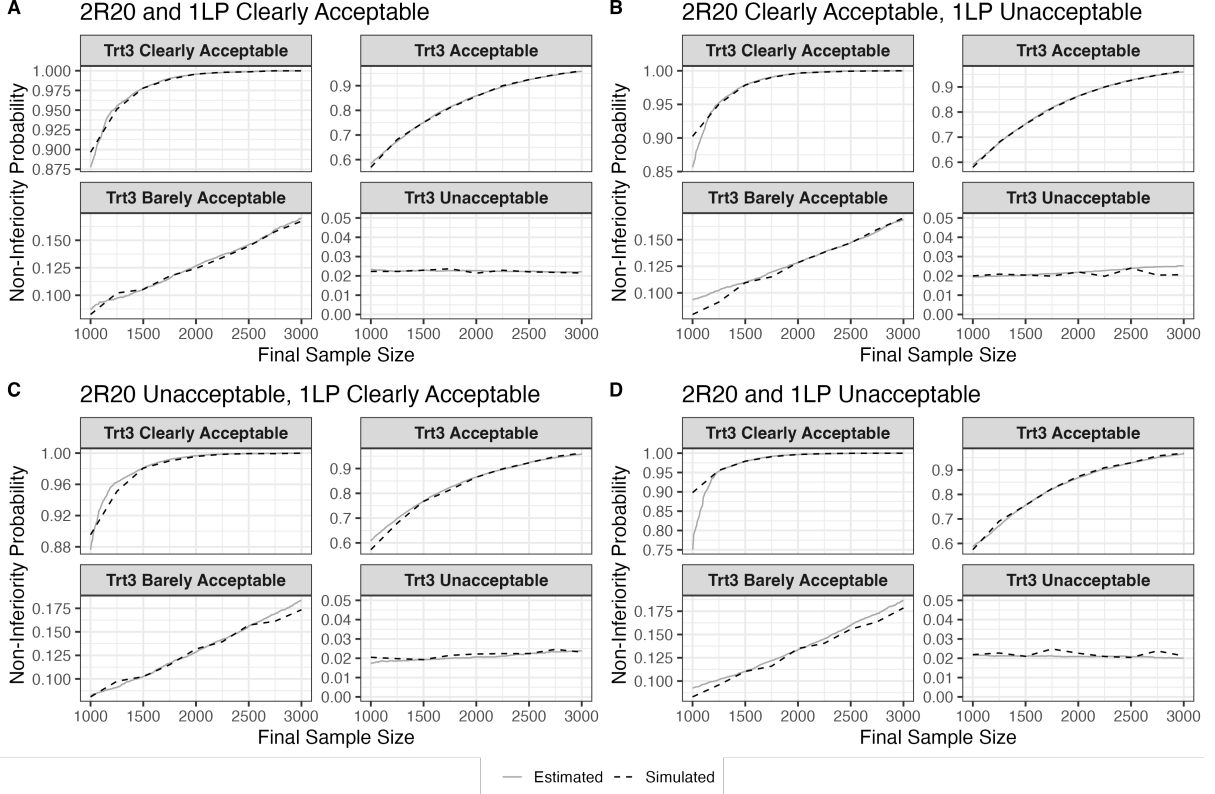 A
2R20 and 1LP Clearly Acceptable
Non-Inferiority Probability
Trt3 Clearly Acceptable
1.000
0.975
0.950
0.925
0.900
0.875
Trt3 Acceptable
0.9
0.8
0.7
0.6
Trt3 Barely Acceptable
0.150
0.125
0.100
1000 1500 2000 2500 3000
Trt3 Unacceptable
0.05
0.04
0.03
0.02
0.01
0.00
1000 1500 2000 2500 3000
Final Sample Size
B
2R20 Clearly Acceptable, 1LP Unacceptable
Non-Inferiority Probability
Trt3 Clearly Acceptable
1.00
0.95
0.90
0.85
Trt3 Acceptable
0.9
0.8
0.7
0.6
Trt3 Barely Acceptable
0.150
0.125
0.100
1000 1500 2000 2500 3000
Trt3 Unacceptable
0.05
0.04
0.03
0.02
0.01
0.00
1000 1500 2000 2500 3000
Final Sample Size
C
2R20 Unacceptable, 1LP Clearly Acceptable
Non-Inferiority Probability
Trt3 Clearly Acceptable
1.00
0.96
0.92
0.88
Trt3 Acceptable
0.9
0.8
0.7
0.6
Trt3 Barely Acceptable
0.175
0.150
0.125
0.100
1000 1500 2000 2500 3000
Trt3 Unacceptable
0.05
0.04
0.03
0.02
0.01
0.00
1000 1500 2000 2500 3000
Final Sample Size
D
2R20 and 1LP Unacceptable
Non-Inferiority Probability
Trt3 Clearly Acceptable
1.00
0.95
0.90
0.85
0.80
0.75
Trt3 Acceptable
0.9
0.8
0.7
0.6
Trt3 Barely Acceptable
0.175
0.150
0.125
0.100
1000 1500 2000 2500 3000
Trt3 Unacceptable
0.05
0.04
0.03
0.02
0.01
0.00
1000 1500 2000 2500 3000
Final Sample Size
Estimated Simulated